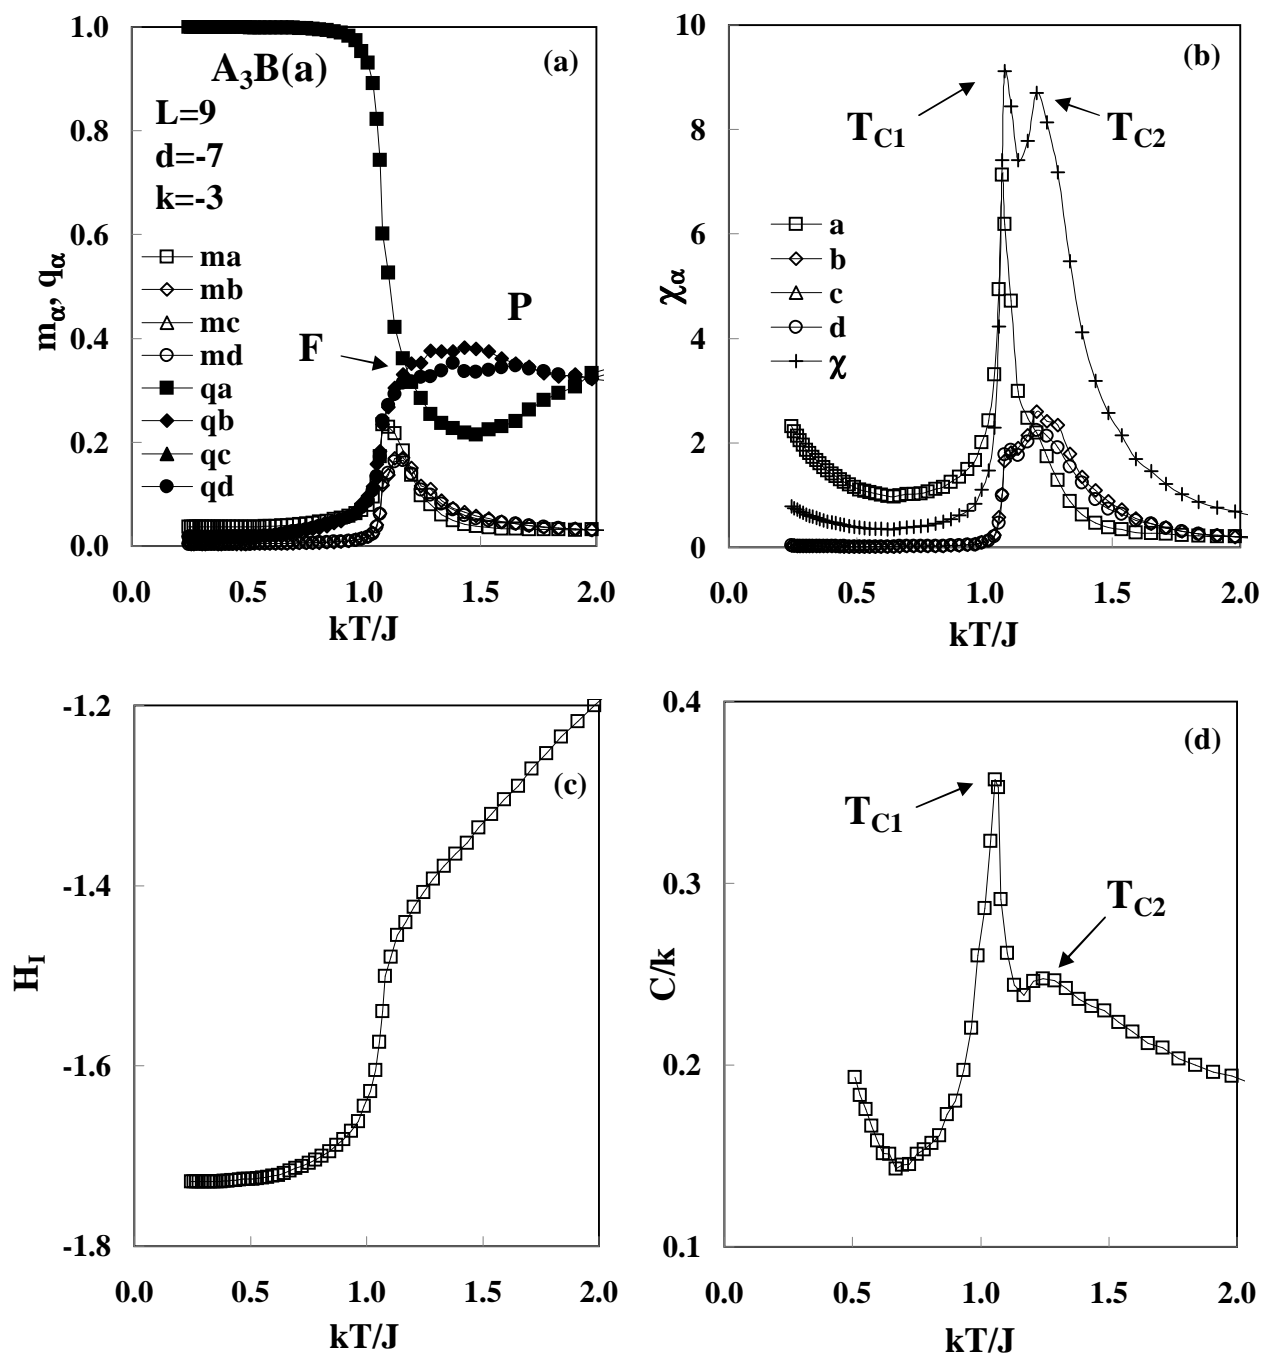 (a)
A₃B(a)
L=9
d=-7
k=-3
ma
mb
mc
md
qa
qb
qc
qd
F
P
mα, qα
1.0
0.8
0.6
0.4
0.2
0.0
0.0 0.5 1.0 1.5 2.0
kT/J
(b)
T_C1
T_C2
a
b
c
d
χ
χα
10
8
6
4
2
0
0.0 0.5 1.0 1.5 2.0
kT/J
(c)
H_I
-1.2
-1.4
-1.6
-1.8
0.0 0.5 1.0 1.5 2.0
kT/J
(d)
T_C1
T_C2
C/k
0.4
0.3
0.2
0.1
0.0 0.5 1.0 1.5 2.0
kT/J